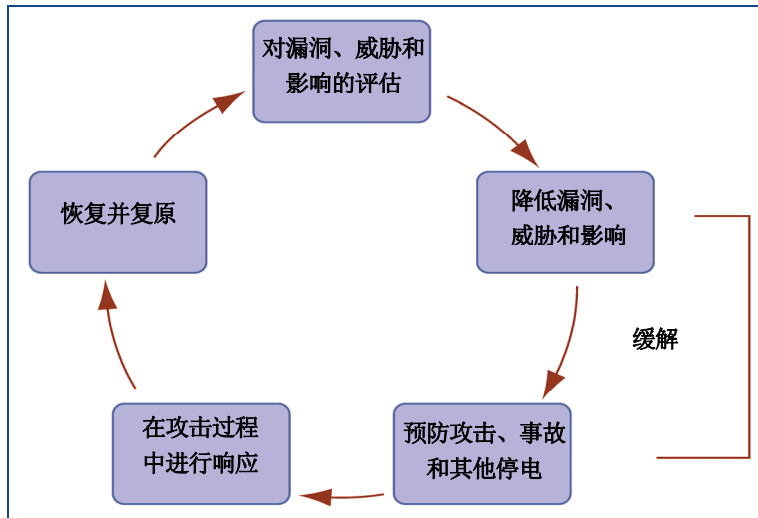 对漏洞、威胁和
影响的评估
降低漏洞、
威胁和影响
缓解
预防攻击、事故
和其他停电
在攻击过程
中进行响应
恢复并复原